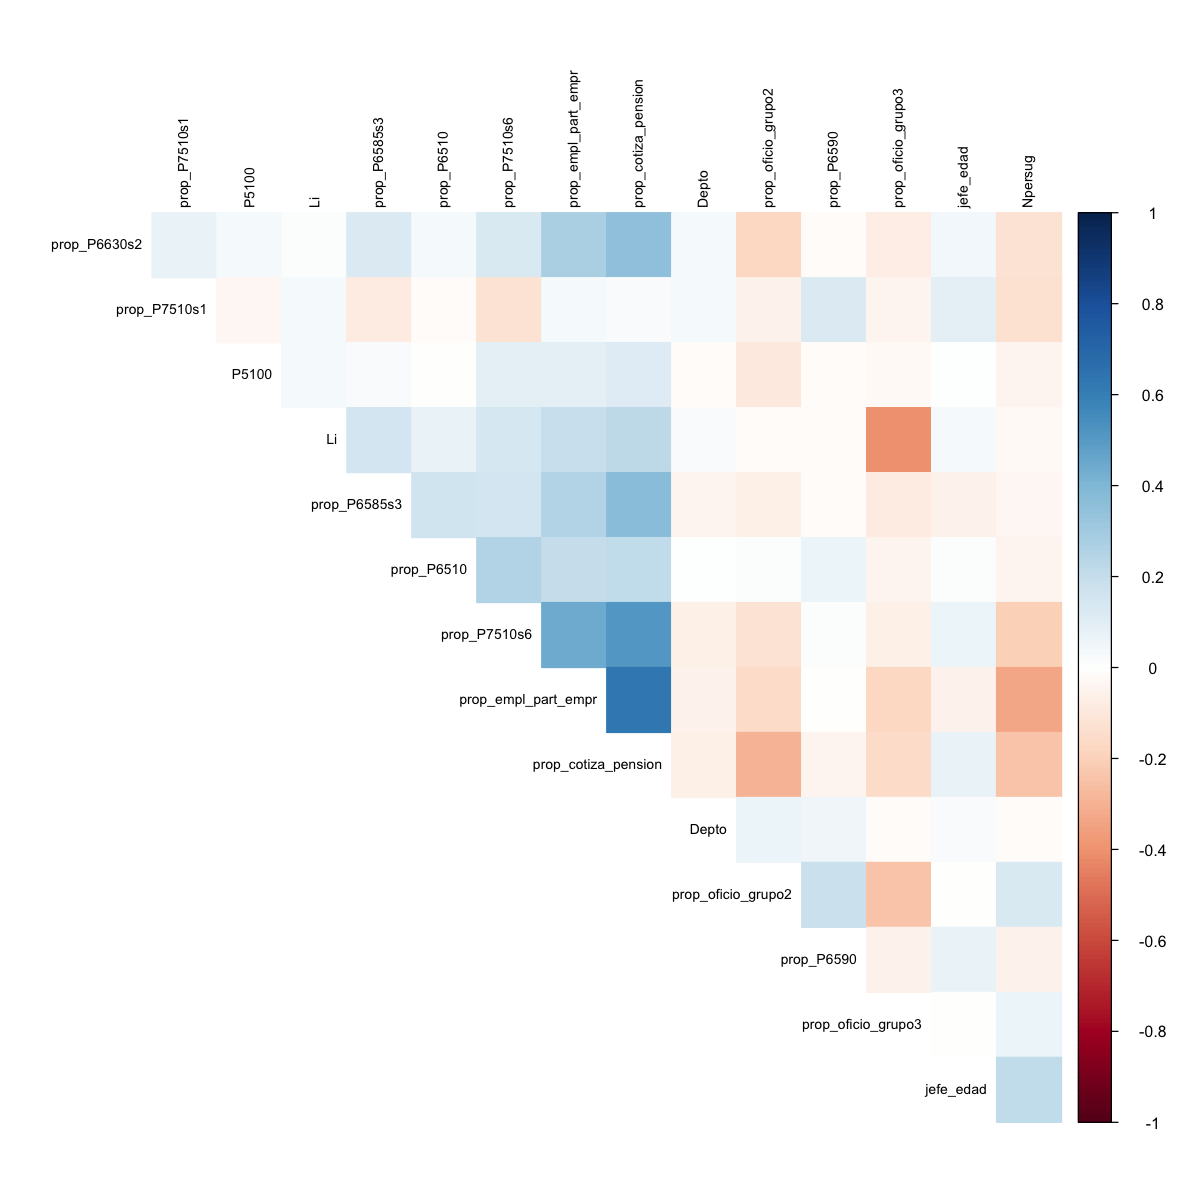 prop_P7510s1
P5100
Li
prop_P6585s3
prop_P6510
prop_P7510s6
prop_empl_part_empr
prop_cotiza_pension
Depto
prop_oficio_grupo2
prop_P6590
prop_oficio_grupo3
jefe_edad
Npersug
prop_P6630s2
prop_P7510s1
P5100
Li
prop_P6585s3
prop_P6510
prop_P7510s6
prop_empl_part_empr
prop_cotiza_pension
Depto
prop_oficio_grupo2
prop_P6590
prop_oficio_grupo3
jefe_edad
1
0.8
0.6
0.4
0.2
0
-0.2
-0.4
-0.6
-0.8
-1